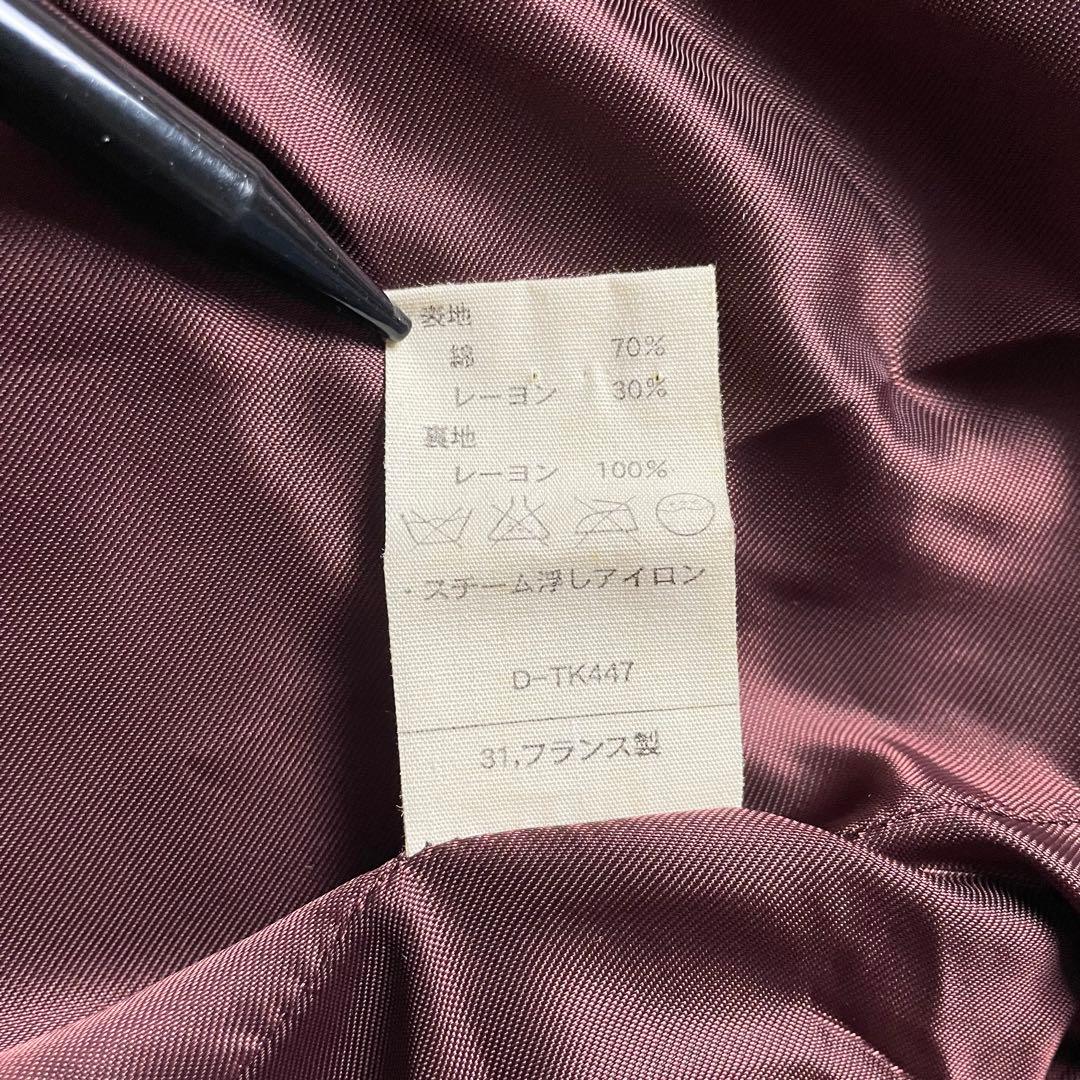 表地
綿 70%
レーヨン 30%
裏地
レーヨン 100%
・スチーム浮しアイロン
D-TK447
31,フランス製